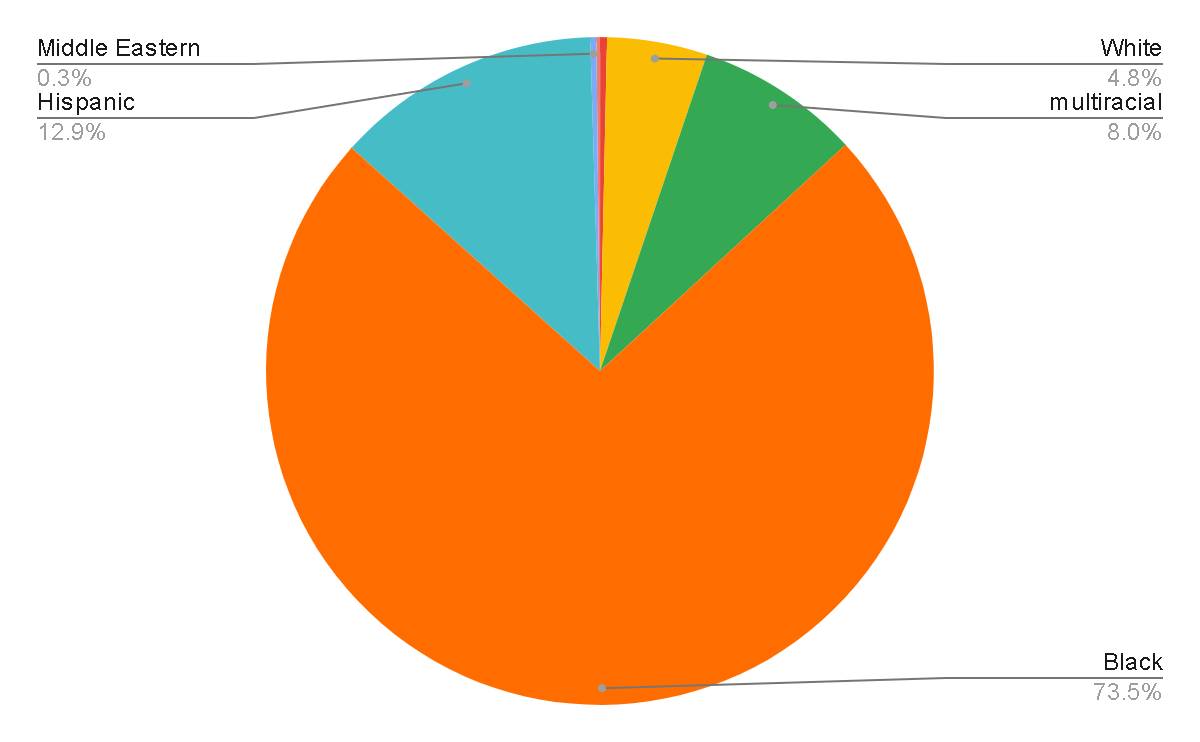 Middle Eastern
0.3%
Hispanic
12.9%
White
4.8%
multiracial
8.0%
Black
73.5%